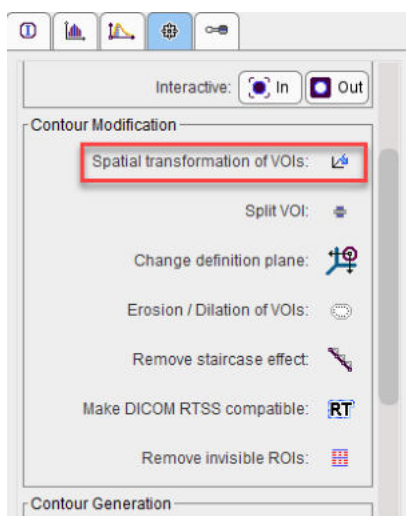 Interactive: In Out
Contour Modification
Spatial transformation of VOIs:
Split VOI:
Change definition plane:
Erosion / Dilation of VOIs:
Remove staircase effect:
Make DICOM RTSS compatible: RT
Remove invisible ROIs:
Contour Generation